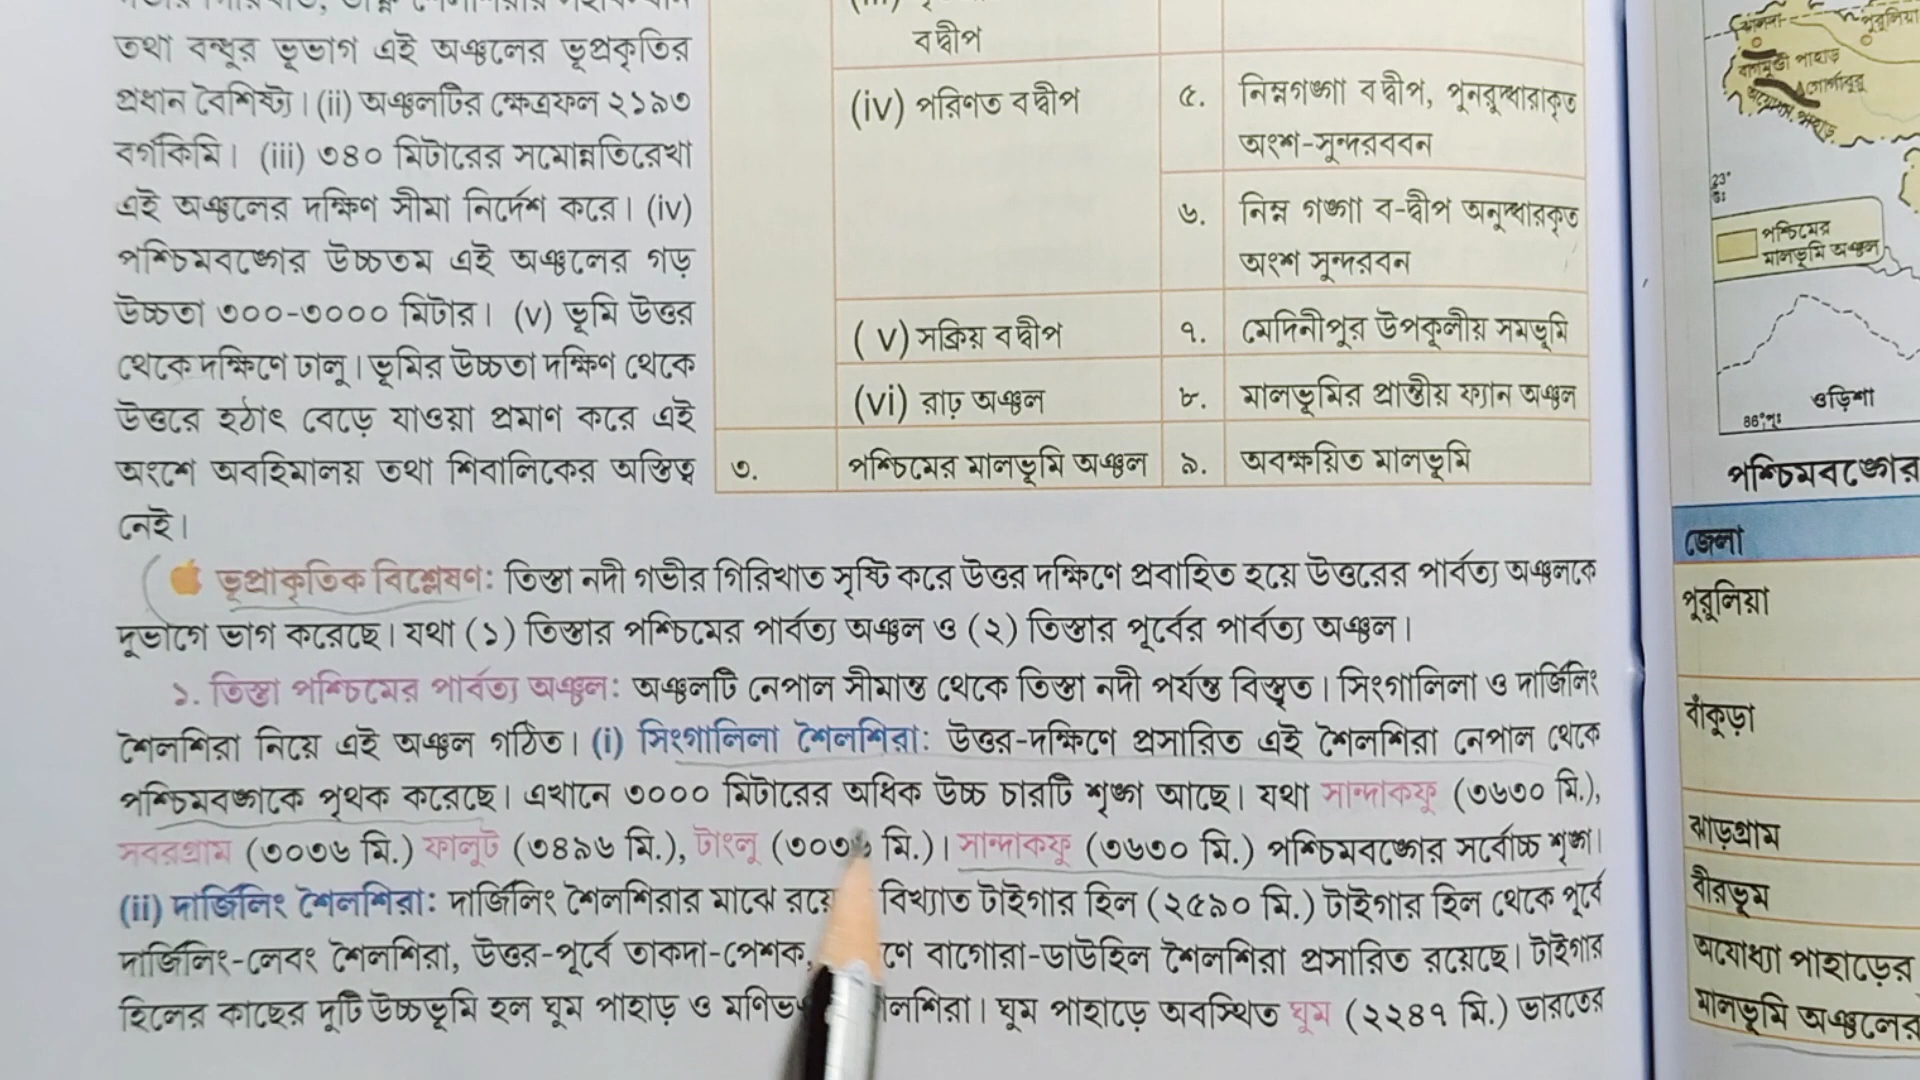 তথা বন্ধুর ভূভাগ এই অঞ্চলের ভূপ্রকৃতির
প্রধান বৈশিষ্ট্য। (ii) অঞ্চলটির ক্ষেত্রফল ২১৯৩
বর্গকিমি। (iii) ৩৪০ মিটারের সমোন্নতিরেখা
এই অঞ্চলের দক্ষিণ সীমা নির্দেশ করে। (iv)
পশ্চিমবঙ্গের উচ্চতম এই অঞ্চলের গড়
উচ্চতা ৩০০-৩০০০ মিটার। (v) ভূমি উত্তর
থেকে দক্ষিণে ঢালু। ভূমির উচ্চতা দক্ষিণ থেকে
উত্তরে হঠাৎ বেড়ে যাওয়া প্রমাণ করে এই
অংশে অবহিমালয় তথা শিবালিকের অস্তিত্ব
নেই।
বদ্বীপ
(iv) পরিণত বদ্বীপ ৫. নিম্নগঙ্গা বদ্বীপ, পুনরুদ্ধারাকৃত
অংশ-সুন্দরববন
৬. নিম্ন গঙ্গা ব-দ্বীপ অনুদ্ধারকৃত
অংশ সুন্দরবন
( v) সক্রিয় বদ্বীপ ৭. মেদিনীপুর উপকূলীয় সমভূমি
(vi) রাঢ় অঞ্চল ৮. মালভূমির প্রান্তীয় ফ্যান অঞ্চল
৩. পশ্চিমের মালভূমি অঞ্চল ৯. অবক্ষয়িত মালভূমি
ভূপ্রাকৃতিক বিশ্লেষণ: তিস্তা নদী গভীর গিরিখাত সৃষ্টি করে উত্তর দক্ষিণে প্রবাহিত হয়ে উত্তরের পার্বত্য অঞ্চলকে
দুভাগে ভাগ করেছে। যথা (১) তিস্তার পশ্চিমের পার্বত্য অঞ্চল ও (২) তিস্তার পূর্বের পার্বত্য অঞ্চল।
১. তিস্তা পশ্চিমের পার্বত্য অঞ্চল: অঞ্চলটি নেপাল সীমান্ত থেকে তিস্তা নদী পর্যন্ত বিস্তৃত। সিংগালিলা ও দার্জিলিং
শৈলশিরা নিয়ে এই অঞ্চল গঠিত। (i) সিংগালিলা শৈলশিরা: উত্তর-দক্ষিণে প্রসারিত এই শৈলশিরা নেপাল থেকে
পশ্চিমবঙ্গকে পৃথক করেছে। এখানে ৩০০০ মিটারের অধিক উচ্চ চারটি শৃঙ্গ আছে। যথা সান্দাকফু (৩৬৩০ মি.),
সবরগ্রাম (৩০৩৬ মি.) ফালুট (৩৪৯৬ মি.), টাংলু মি.)। সান্দাকফু (৩৬৩০ মি.) পশ্চিমবঙ্গের সর্বোচ্চ শৃঙ্গ।
(ii) দার্জিলিং শৈলশিরা: দার্জিলিং শৈলশিরার মাঝে বিখ্যাত টাইগার হিল (২৫৯০ মি.) টাইগার হিল থেকে পূর্বে
দার্জিলিং-লেবং শৈলশিরা, উত্তর-পূর্বে তাকদা-পেশক, বাগোরা-ডাউহিল শৈলশিরা প্রসারিত রয়েছে। টাইগার
হিলের কাছের দুটি উচ্চভূমি হল ঘুম পাহাড় ও ঘুম পাহাড়ে অবস্থিত ঘুম (২২৪৭ মি.) ভারতের
পুরুলিয়া
বাগমুন্ডী পাহাড়
গোর্গাবুরু
অযোধ্যা পাহাড়
23°
পশ্চিমের
মালভূমি অঞ্চল
ওড়িশা
86°পূঃ
পশ্চিমবঙ্গের
জেলা
পুরুলিয়া
বাঁকুড়া
ঝাড়গ্রাম
বীরভূম
অযোধ্যা পাহাড়ের
মালভূমি অঞ্চলের